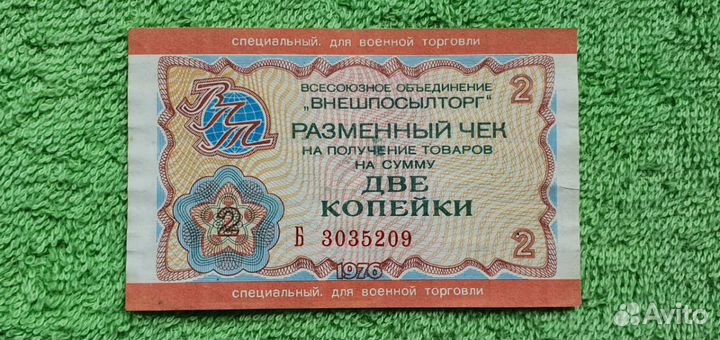 специальный. для военной торговли
ВПТ
ВСЕСОЮЗНОЕ ОБЪЕДИНЕНИЕ
„ВНЕШПОСЫЛТОРГ“
2
РАЗМЕННЫЙ ЧЕК
НА ПОЛУЧЕНИЕ ТОВАРОВ
НА СУММУ
ДВЕ
КОПЕЙКИ
2
Б 3035209
2
1976
специальный. для военной торговли
Avito